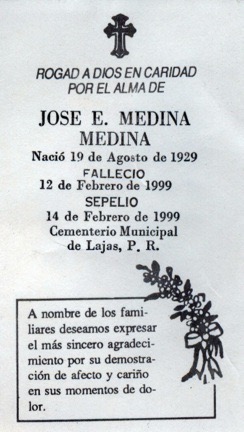 ROGAD A DIOS EN CARIDAD
POR EL ALMA DE
JOSE E. MEDINA
MEDINA
Nació 19 de Agosto de 1929
FALLECIO
12 de Febrero de 1999
SEPELIO
14 de Febrero de 1999
Cementerio Municipal
de Lajas, P. R.
A nombre de los fami-
liares deseamos expresar
el más sincero agradeci-
miento por su demostra-
ción de afecto y cariño
en sus momentos de do-
lor.